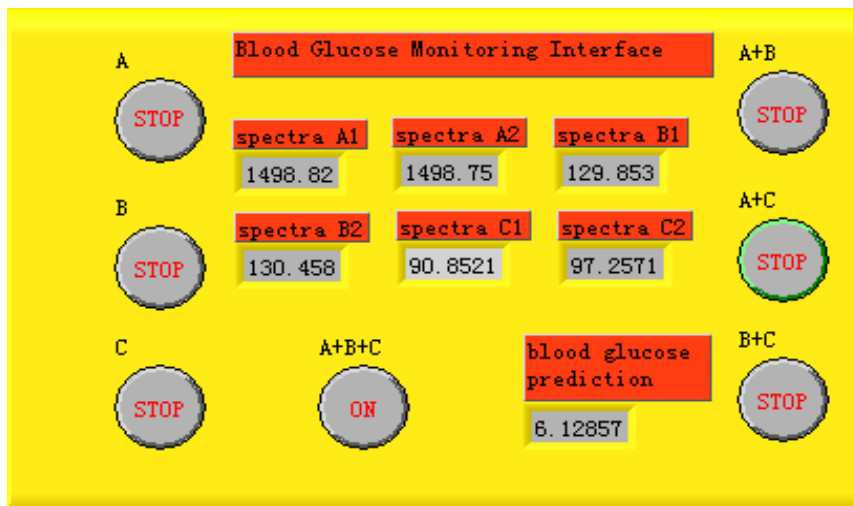 Blood Glucose Monitoring Interface
A
STOP
A+B
STOP
spectra A1
1498.82
spectra A2
1498.75
spectra B1
129.853
B
STOP
spectra B2
130.458
spectra C1
90.8521
spectra C2
97.2571
A+C
STOP
C
STOP
A+B+C
ON
blood glucose
prediction
6.12857
B+C
STOP